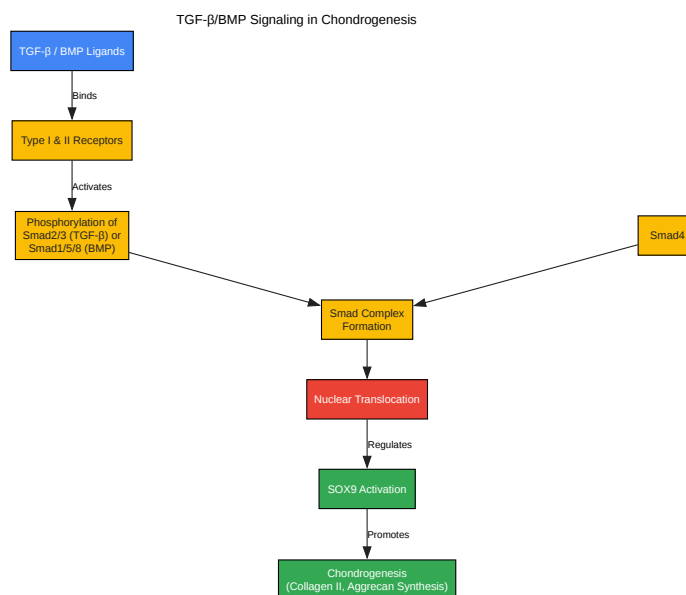 TGF-β/BMP Signaling in Chondrogenesis
TGF-β / BMP Ligands
Binds
Type I & II Receptors
Activates
Phosphorylation of
Smad2/3 (TGF-β) or
Smad1/5/8 (BMP)
Smad4
Smad Complex
Formation
Nuclear Translocation
Regulates
SOX9 Activation
Promotes
Chondrogenesis
(Collagen II, Aggrecan Synthesis)